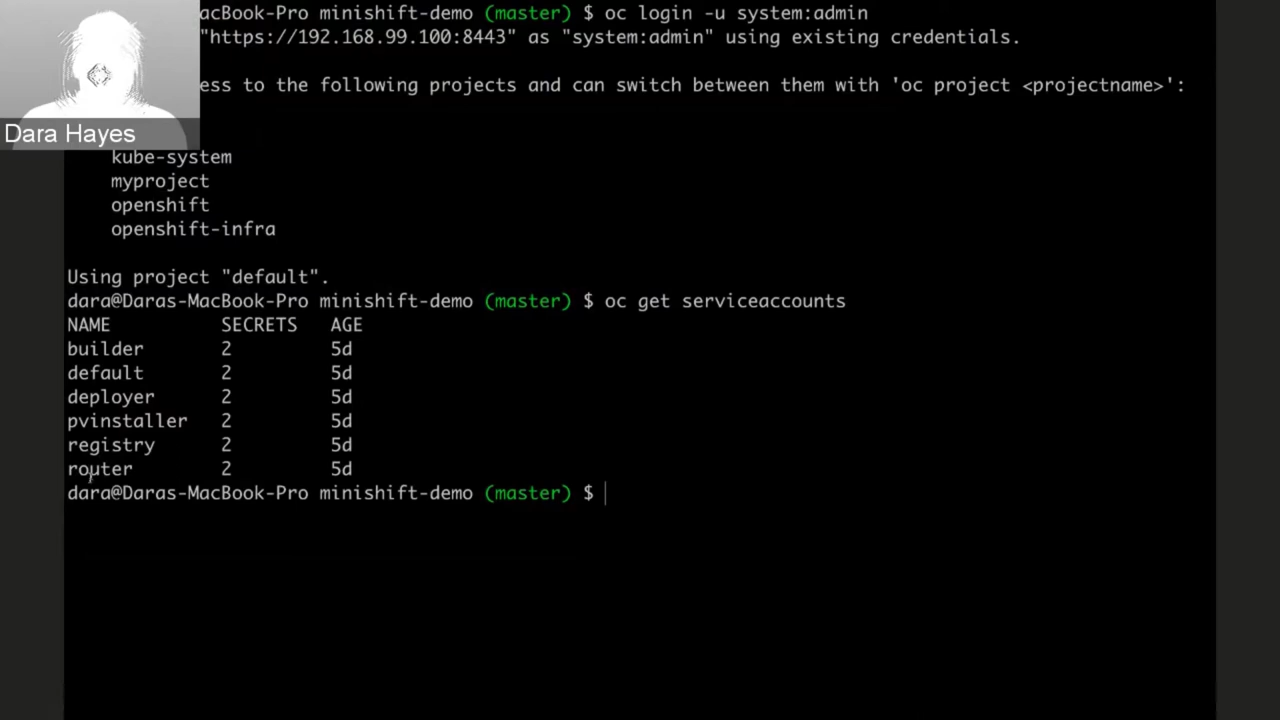 acBook-Pro minishift-demo (master) $ oc login -u system:admin
"https://192.168.99.100:8443" as "system:admin" using existing credentials.
ess to the following projects and can switch between them with 'oc project <projectname>':
Dara Hayes
kube-system
myproject
openshift
openshift-infra
Using project "default".
dara@Daras-MacBook-Pro minishift-demo (master) $ oc get serviceaccounts
NAME SECRETS AGE
builder 2 5d
default 2 5d
deployer 2 5d
pvinstaller 2 5d
registry 2 5d
router 2 5d
dara@Daras-MacBook-Pro minishift-demo (master) $